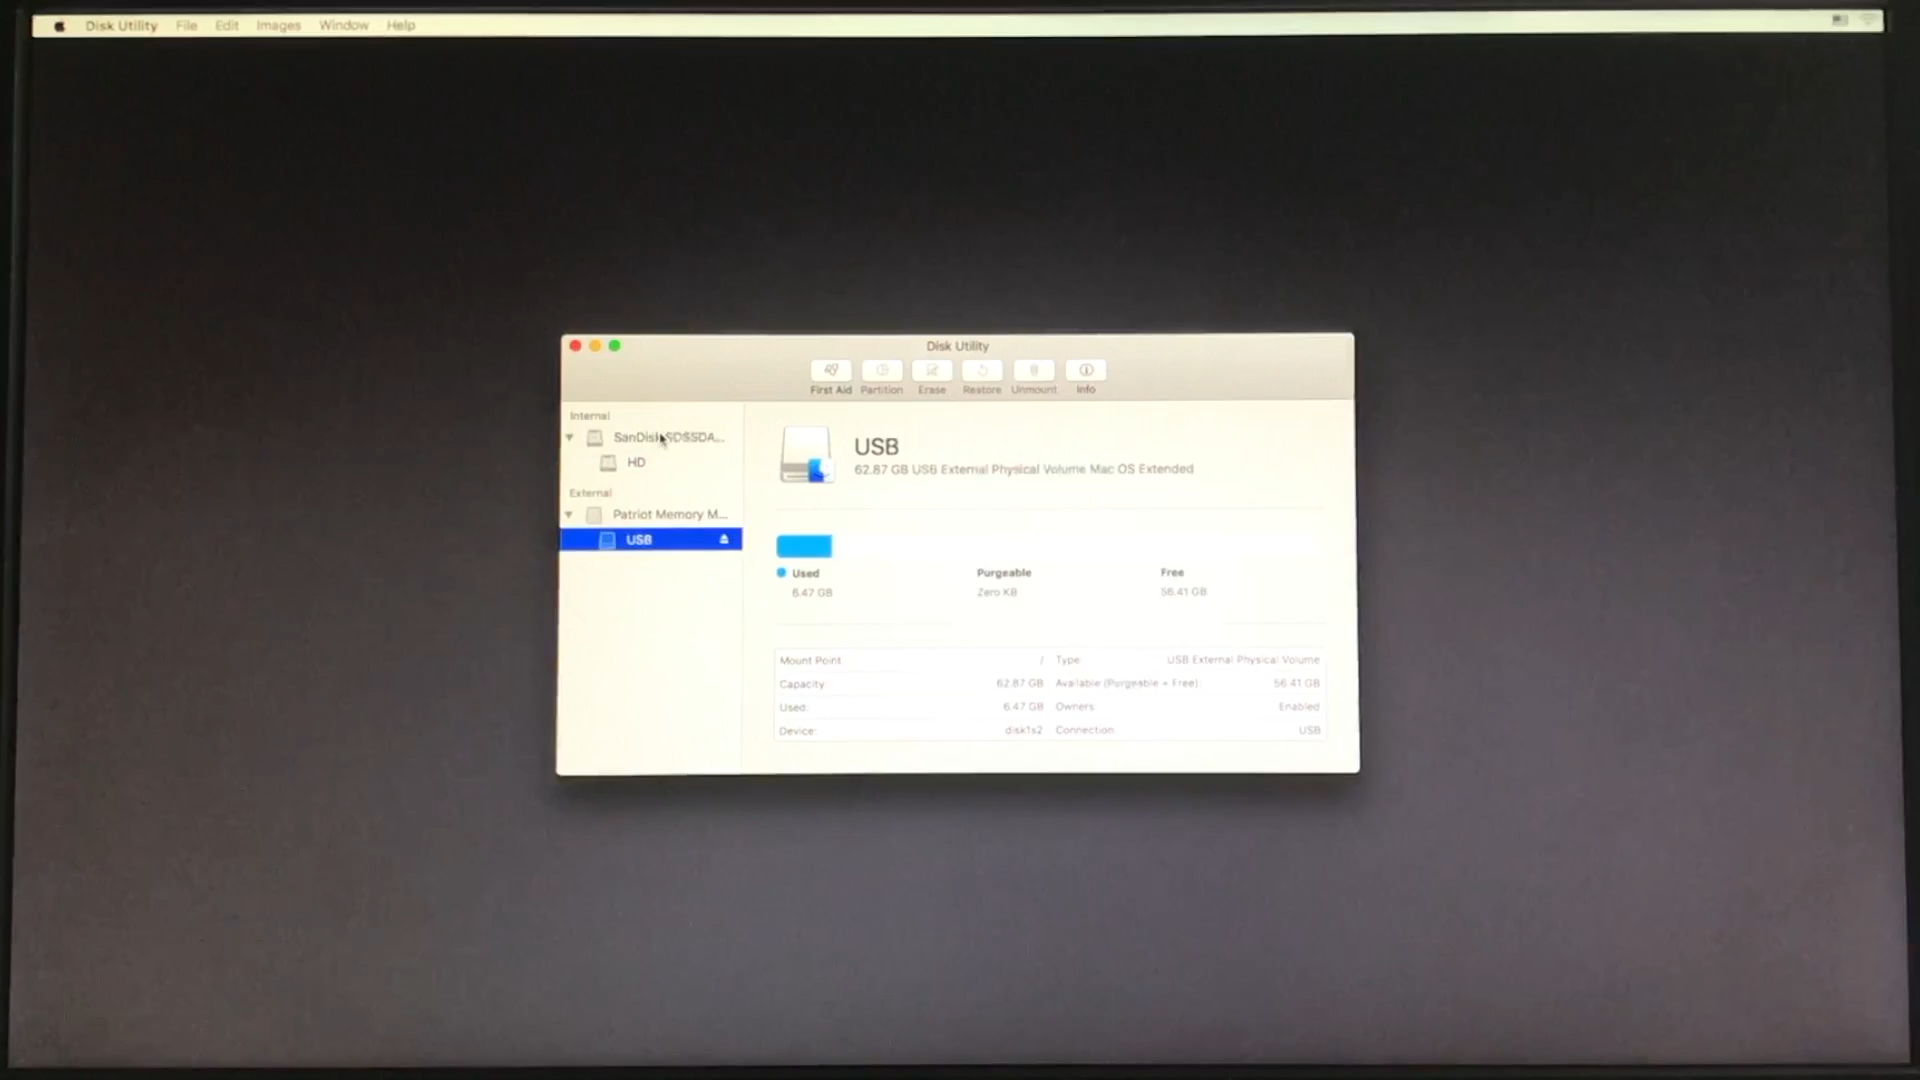 Disk Utility File Edit Images Window Help
Disk Utility
First Aid Partition Erase Restore Unmount Info
Internal
SanDisk SDSSDA...
HD
External
Patriot Memory M...
USB
USB
62.87 GB USB External Physical Volume Mac OS Extended
Used Purgeable Free
6.47 GB Zero KB 56.41 GB
Mount Point / Type: USB External Physical Volume
Capacity: 62.87 GB Available (Purgeable + Free): 56.41 GB
Used: 6.47 GB Owners: Enabled
Device: disk1s2 Connection: USB